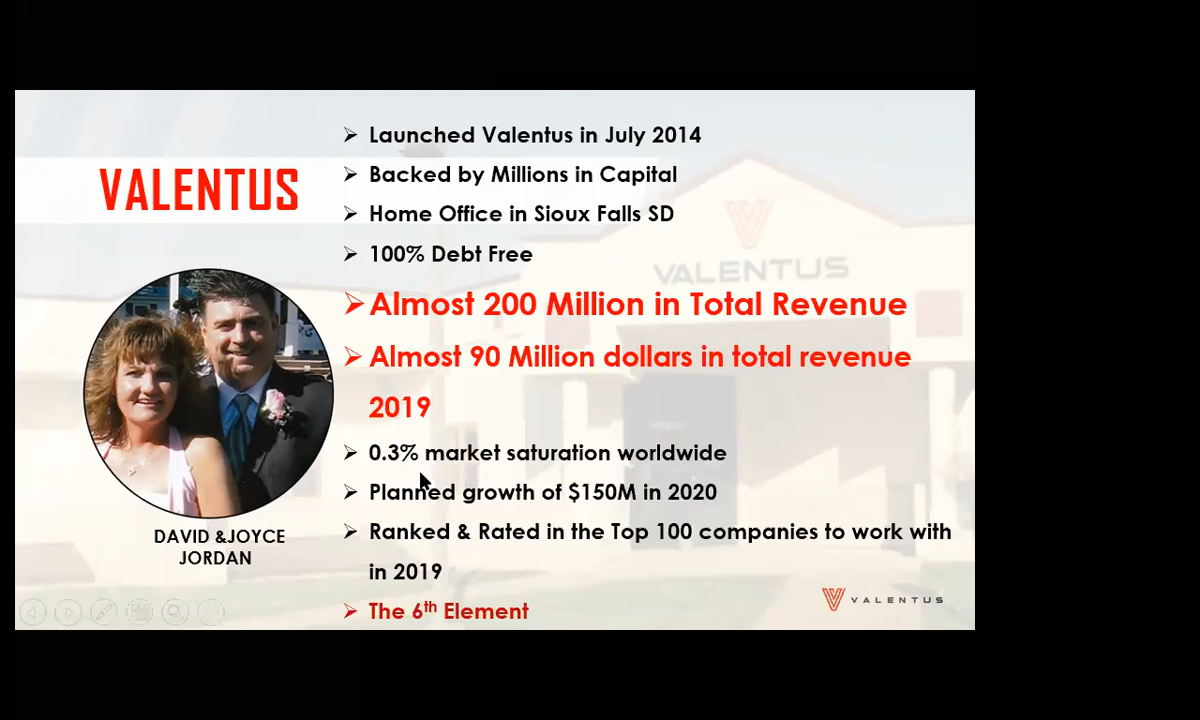 VALENTUS
DAVID &JOYCE
JORDAN
➢ Launched Valentus in July 2014
➢ Backed by Millions in Capital
➢ Home Office in Sioux Falls SD
➢ 100% Debt Free
➢ Almost 200 Million in Total Revenue
➢ Almost 90 Million dollars in total revenue
2019
➢ 0.3% market saturation worldwide
➢ Planned growth of $150M in 2020
➢ Ranked & Rated in the Top 100 companies to work with
in 2019
➢ The 6th Element
VALENTUS
VALENTUS